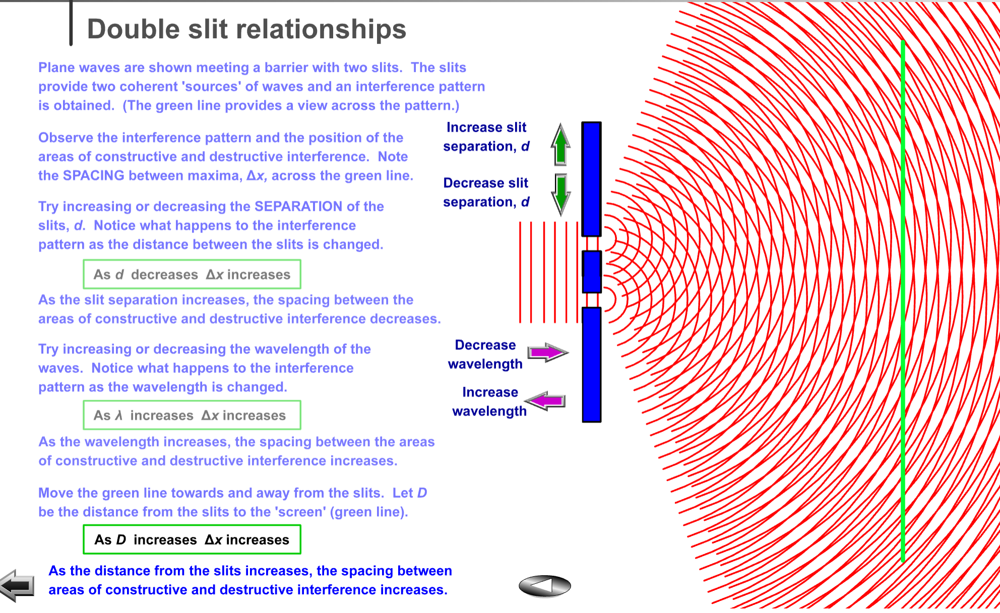 Double slit relationships
Plane waves are shown meeting a barrier with two slits.  The slits
provide two coherent 'sources' of waves and an interference pattern
is obtained.  (The green line provides a view across the pattern.)
Observe the interference pattern and the position of the
areas of constructive and destructive interference.  Note
the SPACING between maxima, Δx, across the green line.
Try increasing or decreasing the SEPARATION of the
slits, d.  Notice what happens to the interference
pattern as the distance between the slits is changed.
As d  decreases  Δx increases
As the slit separation increases, the spacing between the
areas of constructive and destructive interference decreases.
Try increasing or decreasing the wavelength of the
waves.  Notice what happens to the interference
pattern as the wavelength is changed.
As λ  increases  Δx increases
As the wavelength increases, the spacing between the areas
of constructive and destructive interference increases.
Move the green line towards and away from the slits.  Let D
be the distance from the slits to the 'screen' (green line).
As D  increases  Δx increases
As the distance from the slits increases, the spacing between
areas of constructive and destructive interference increases.
Increase slit
separation, d
Decrease slit
separation, d
Decrease
wavelength
Increase
wavelength